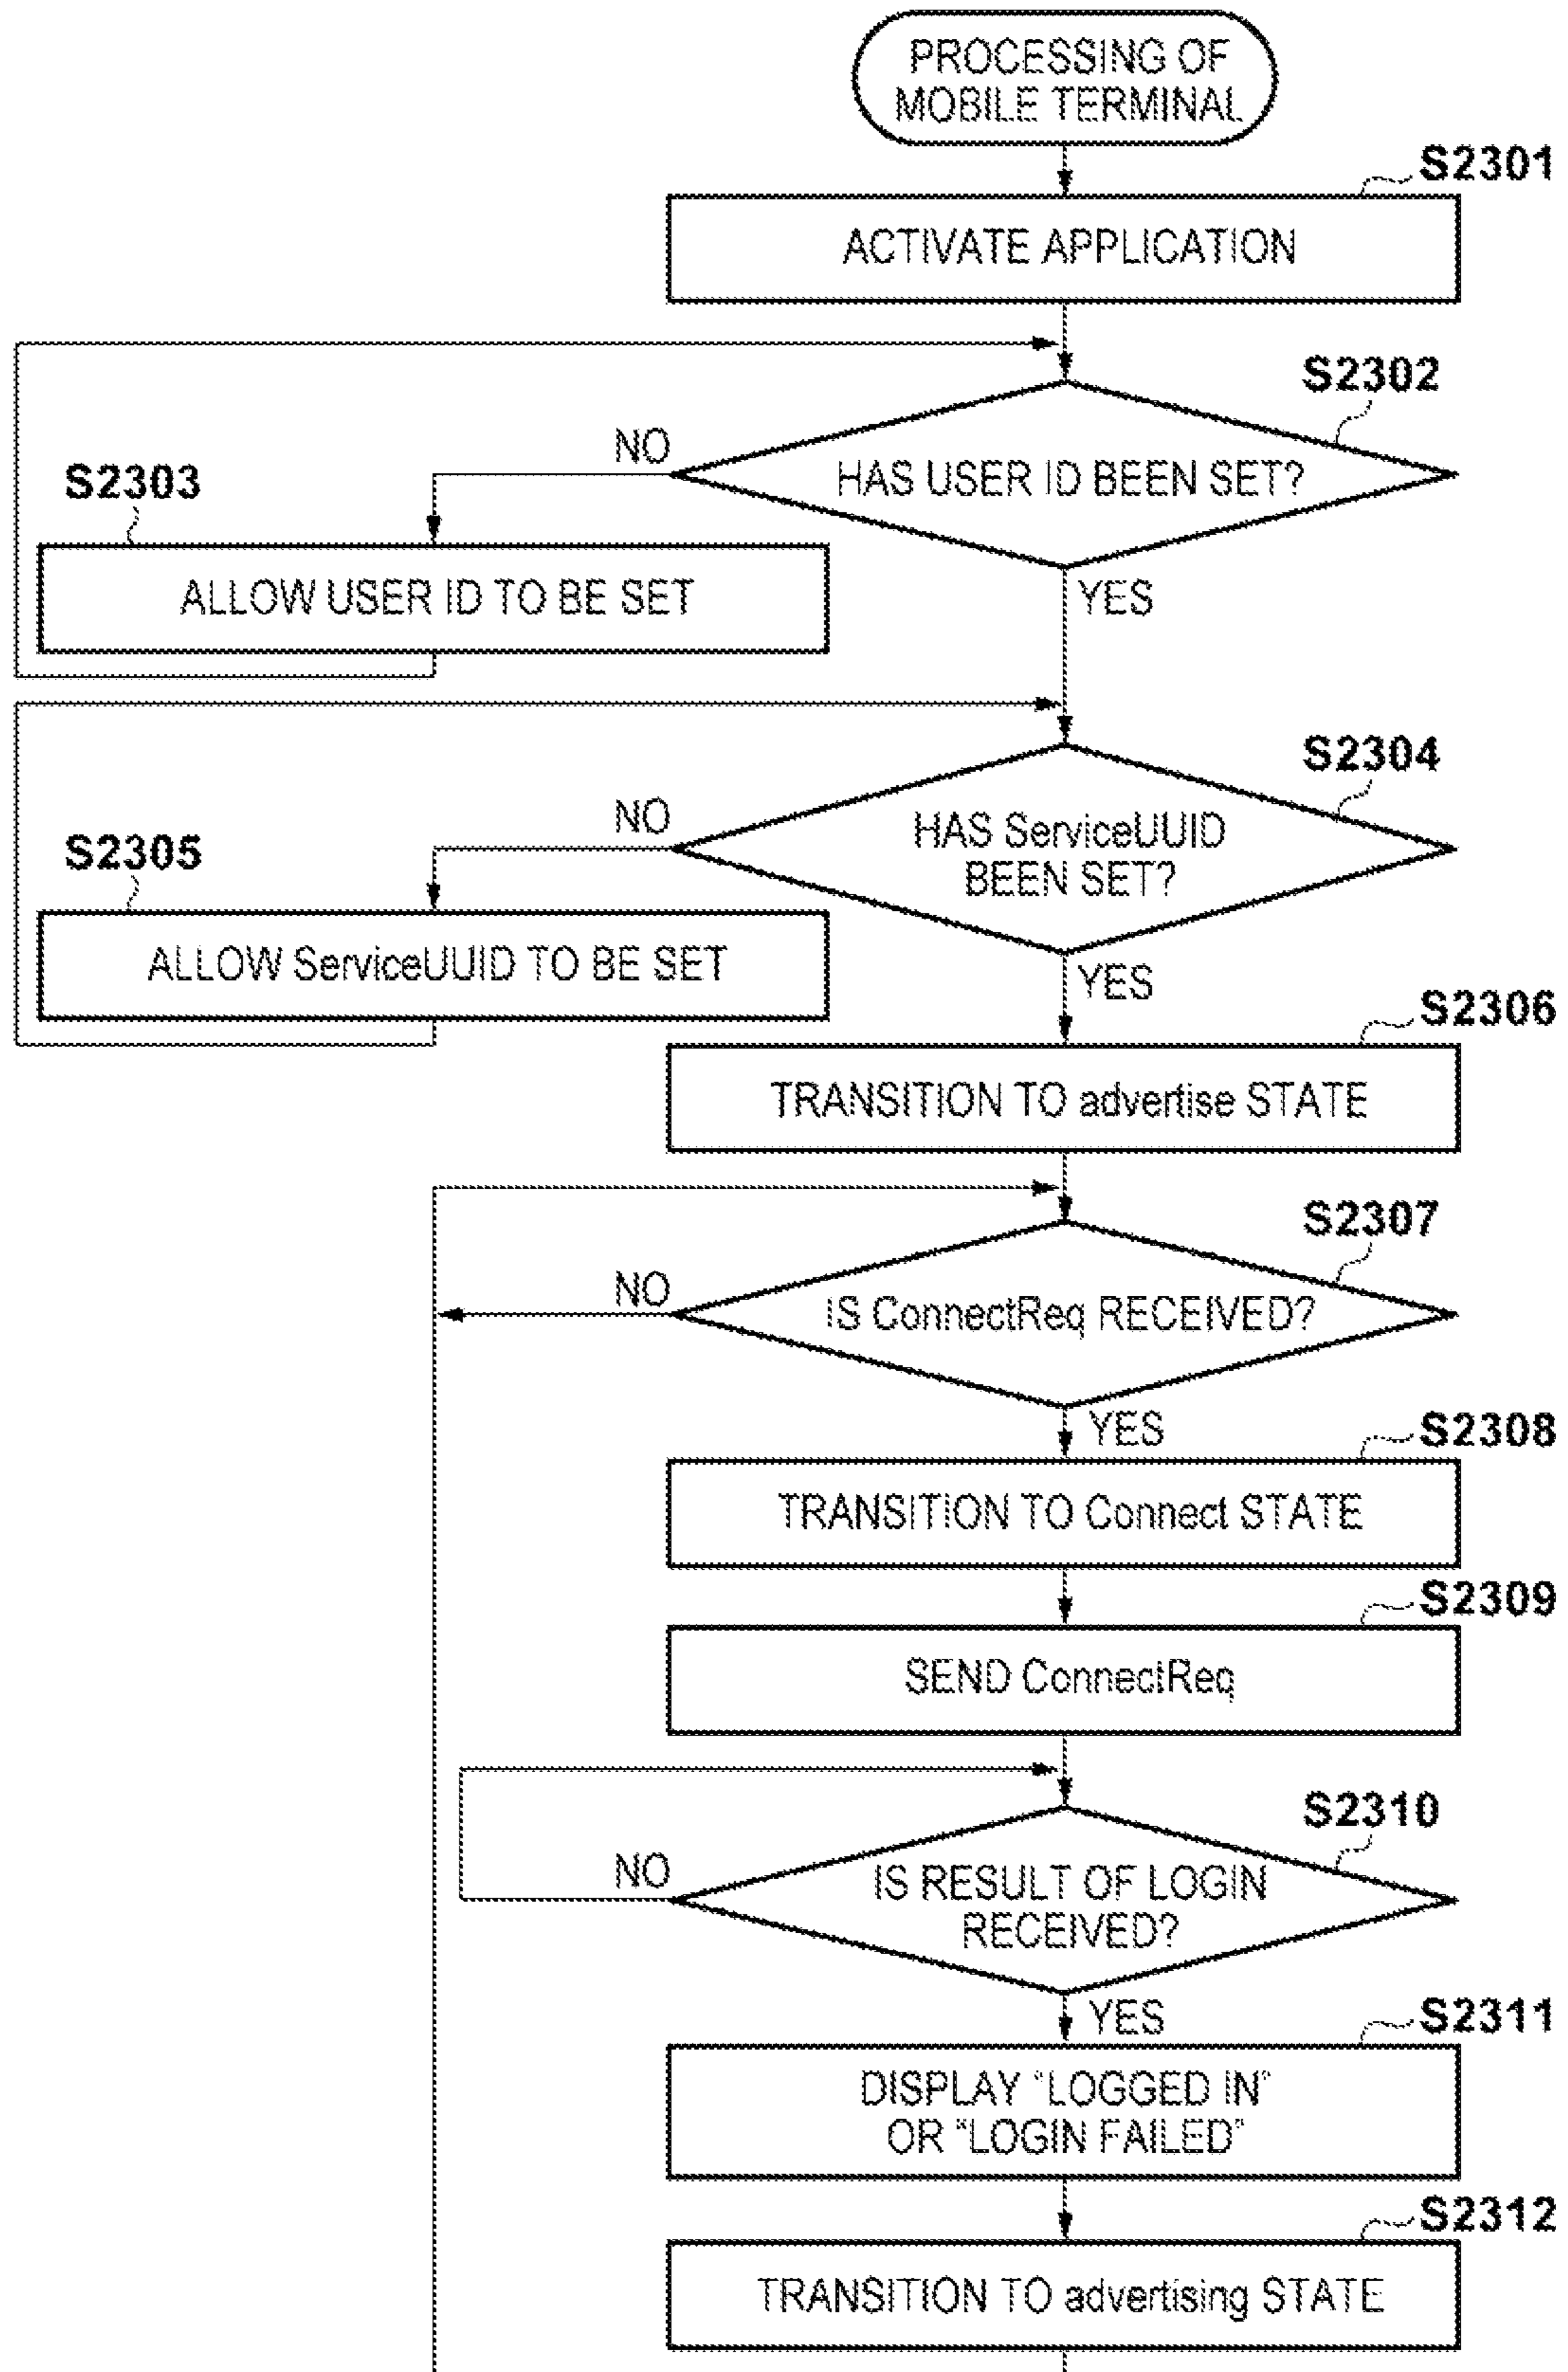 PROCESSING OF
MOBILE TERMINAL
S2301
ACTIVATE APPLICATION
S2302
HAS USER ID BEEN SET?
NO
S2303
ALLOW USER ID TO BE SET
YES
S2304
HAS ServiceUUID
BEEN SET?
NO
S2305
ALLOW ServiceUUID TO BE SET
YES
S2306
TRANSITION TO advertise STATE
S2307
IS ConnectReq RECEIVED?
NO
YES
S2308
TRANSITION TO Connect STATE
S2309
SEND ConnectReq
S2310
IS RESULT OF LOGIN
RECEIVED?
NO
YES
S2311
DISPLAY "LOGGED IN"
OR "LOGIN FAILED"
S2312
TRANSITION TO advertising STATE